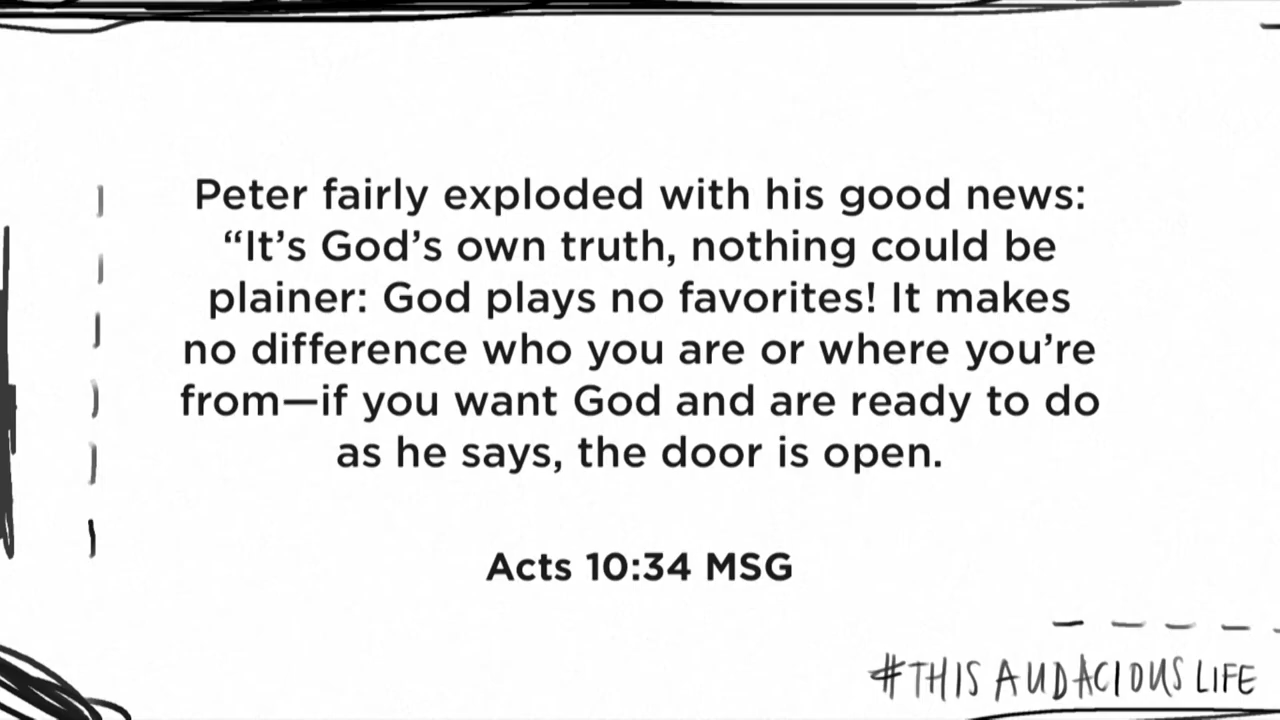 Peter fairly exploded with his good news:
“It’s God’s own truth, nothing could be
plainer: God plays no favorites! It makes
no difference who you are or where you’re
from—if you want God and are ready to do
as he says, the door is open.
Acts 10:34 MSG
#THIS AUDACIOUS LIFE